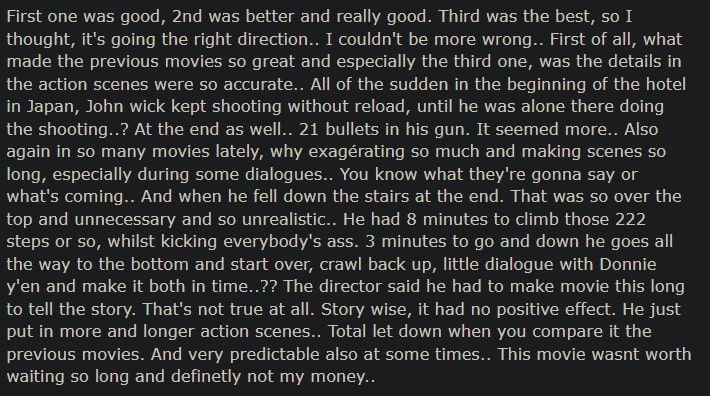 First one was good, 2nd was better and really good. Third was the best, so I
thought, it's going the right direction.. I couldn't be more wrong.. First of all, what
made the previous movies so great and especially the third one, was the details in
the action scenes were so accurate.. All of the sudden in the beginning of the hotel
in Japan, John wick kept shooting without reload, until he was alone there doing
the shooting..? At the end as well.. 21 bullets in his gun. It seemed more.. Also
again in so many movies lately, why exagérating so much and making scenes so
long, especially during some dialogues.. You know what they're gonna say or
what's coming.. And when he fell down the stairs at the end. That was so over the
top and unnecessary and so unrealistic.. He had 8 minutes to climb those 222
steps or so, whilst kicking everybody's ass. 3 minutes to go and down he goes all
the way to the bottom and start over, crawl back up, little dialogue with Donnie
y'en and make it both in time..?? The director said he had to make movie this long
to tell the story. That's not true at all. Story wise, it had no positive effect. He just
put in more and longer action scenes.. Total let down when you compare it the
previous movies. And very predictable also at some times.. This movie wasnt worth
waiting so long and definetly not my money..